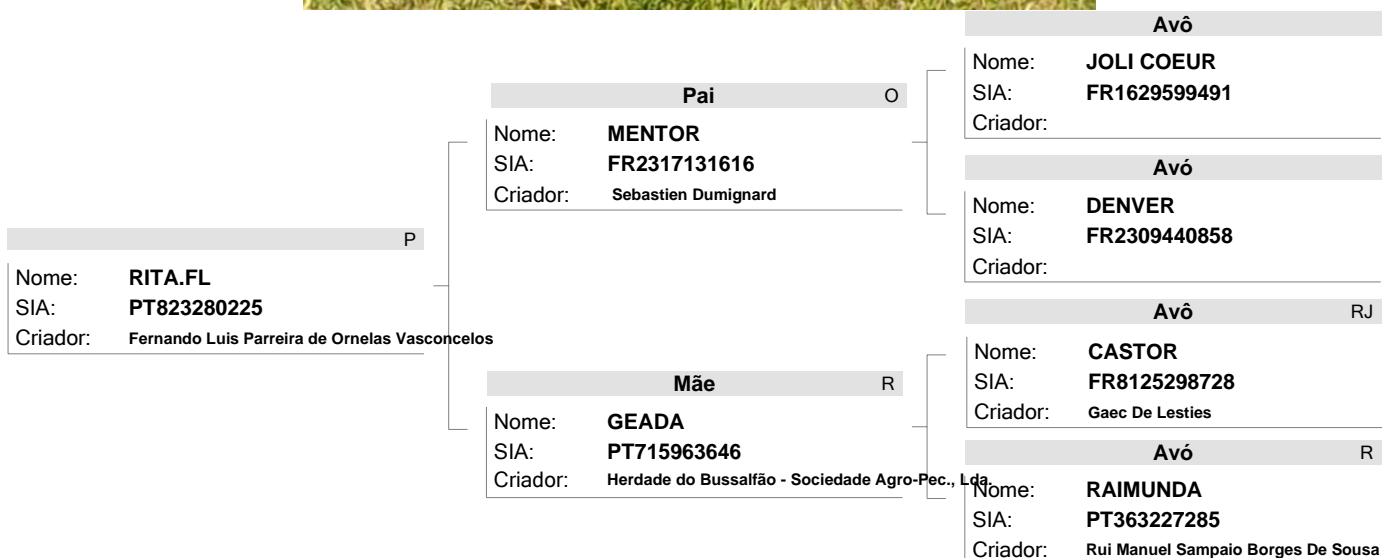 P
Nome: RITA.FL
SIA: PT823280225
Criador: Fernando Luis Parreira de Ornelas Vasconcelos
Pai O
Nome: MENTOR
SIA: FR2317131616
Criador: Sebastien Dumignard
Mãe R
Nome: GEADA
SIA: PT715963646
Criador: Herdade do Bussalfão - Sociedade Agro-Pec., Lda.
Avô
Nome: JOLI COEUR
SIA: FR1629599491
Criador:
Avó
Nome: DENVER
SIA: FR2309440858
Criador:
Avô RJ
Nome: CASTOR
SIA: FR8125298728
Criador: Gaec De Lesties
Avó R
Nome: RAIMUNDA
SIA: PT363227285
Criador: Rui Manuel Sampaio Borges De Sousa